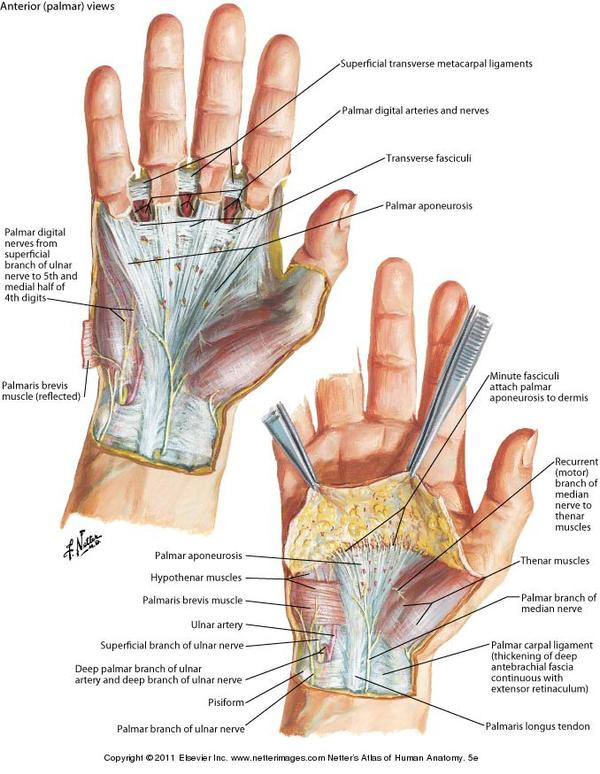 Anterior (palmar) views
Superficial transverse metacarpal ligaments
Palmar digital arteries and nerves
Transverse fasciculi
Palmar aponeurosis
Palmar digital
nerves from
superficial
branch of ulnar
nerve to 5th and
medial half of
4th digits
Palmaris brevis
muscle (reflected)
Minute fasciculi
attach palmar
aponeurosis to dermis
Recurrent
(motor)
branch of
median
nerve to
thenar
muscles
F. Netter
M.D.
Palmar aponeurosis
Hypothenar muscles
Palmaris brevis muscle
Ulnar artery
Superficial branch of ulnar nerve
Deep palmar branch of ulnar
artery and deep branch of ulnar nerve
Pisiform
Palmar branch of ulnar nerve
Thenar muscles
Palmar branch of
median nerve
Palmar carpal ligament
(thickening of deep
antebrachial fascia
continuous with
extensor retinaculum)
Palmaris longus tendon
Copyright © 2011 Elsevier Inc. www.netterimages.com Netter's Atlas of Human Anatomy. 5e